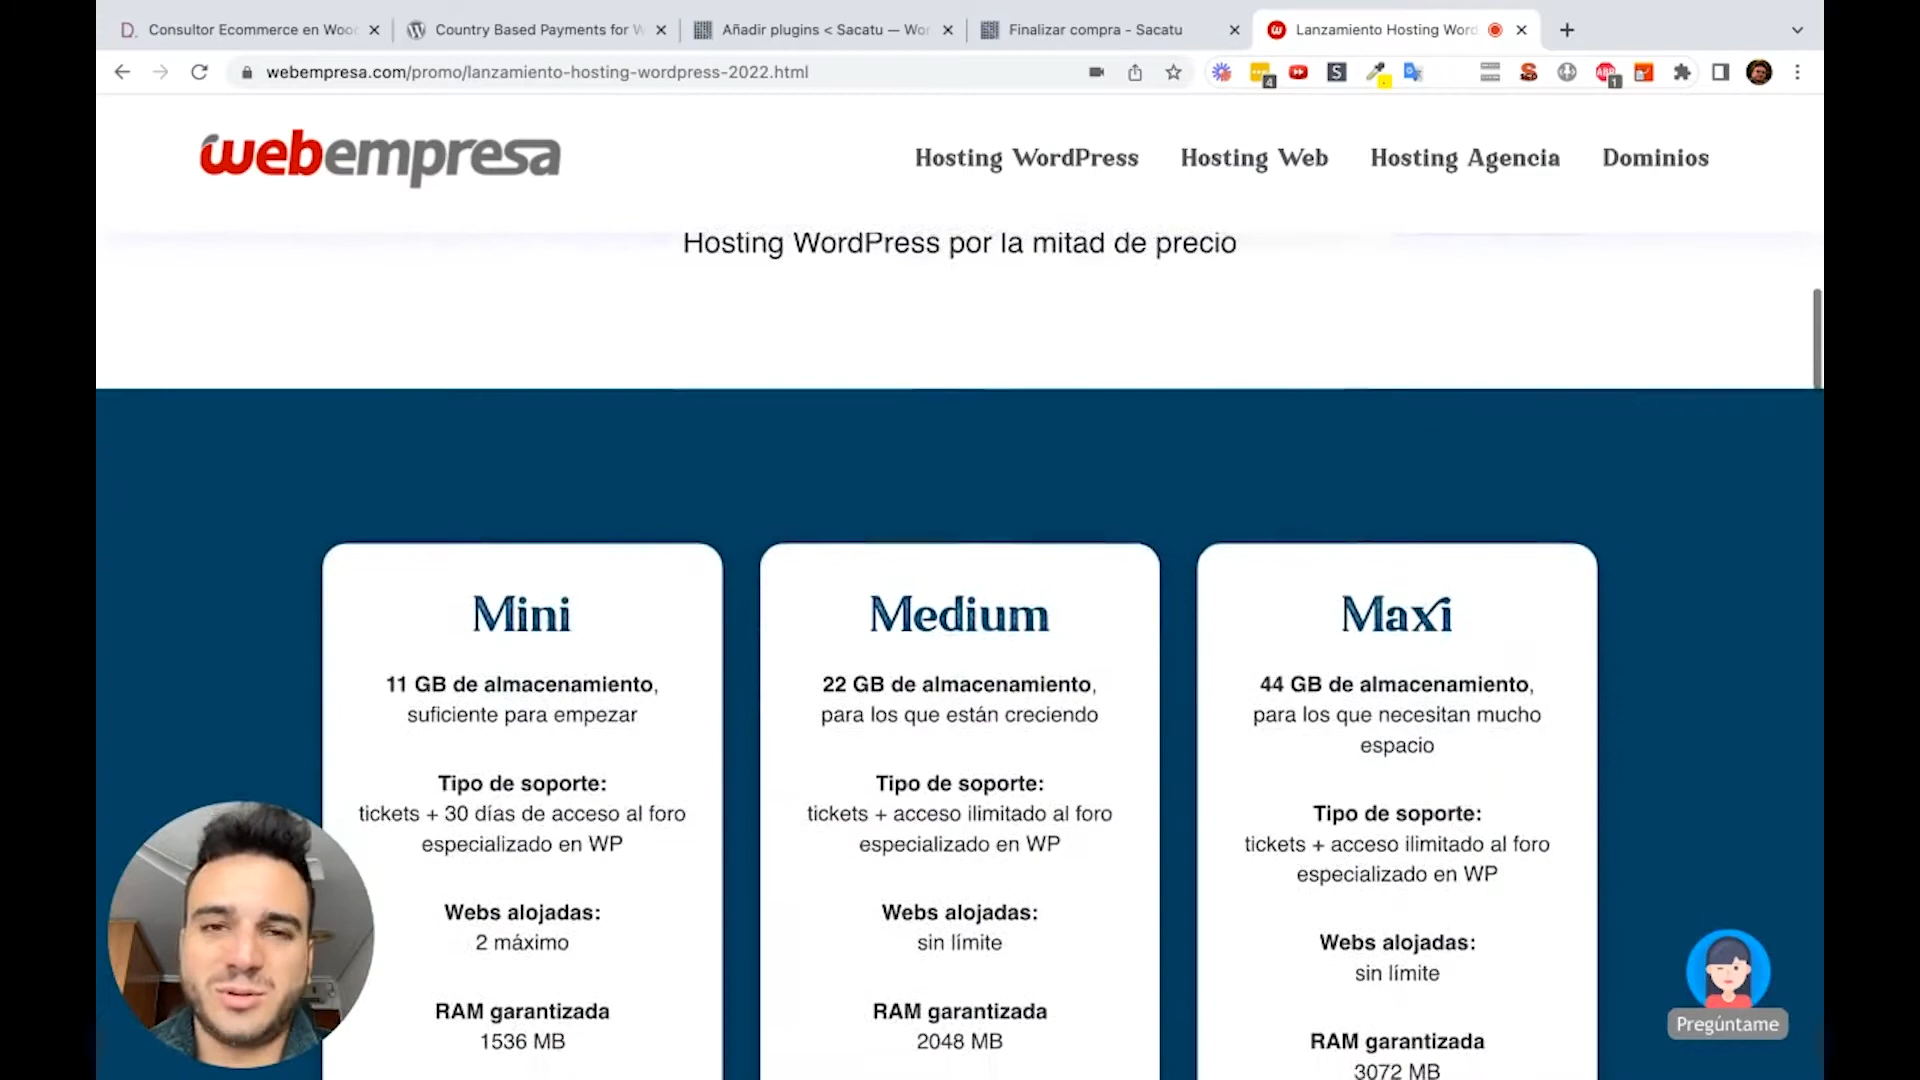 Consultor Ecommerce en Woo
Country Based Payments for W
Añadir plugins < Sacatu — Wor
Finalizar compra - Sacatu
Lanzamiento Hosting Word
webempresa.com/promo/lanzamiento-hosting-wordpress-2022.html
webempresa
Hosting WordPress
Hosting Web
Hosting Agencia
Dominios
Hosting WordPress por la mitad de precio
Mini
11 GB de almacenamiento,
suficiente para empezar
Tipo de soporte:
tickets + 30 días de acceso al foro
especializado en WP
Webs alojadas:
2 máximo
RAM garantizada
1536 MB
Medium
22 GB de almacenamiento,
para los que están creciendo
Tipo de soporte:
tickets + acceso ilimitado al foro
especializado en WP
Webs alojadas:
sin límite
RAM garantizada
2048 MB
Maxi
44 GB de almacenamiento,
para los que necesitan mucho
espacio
Tipo de soporte:
tickets + acceso ilimitado al foro
especializado en WP
Webs alojadas:
sin límite
RAM garantizada
3072 MB
Pregúntame